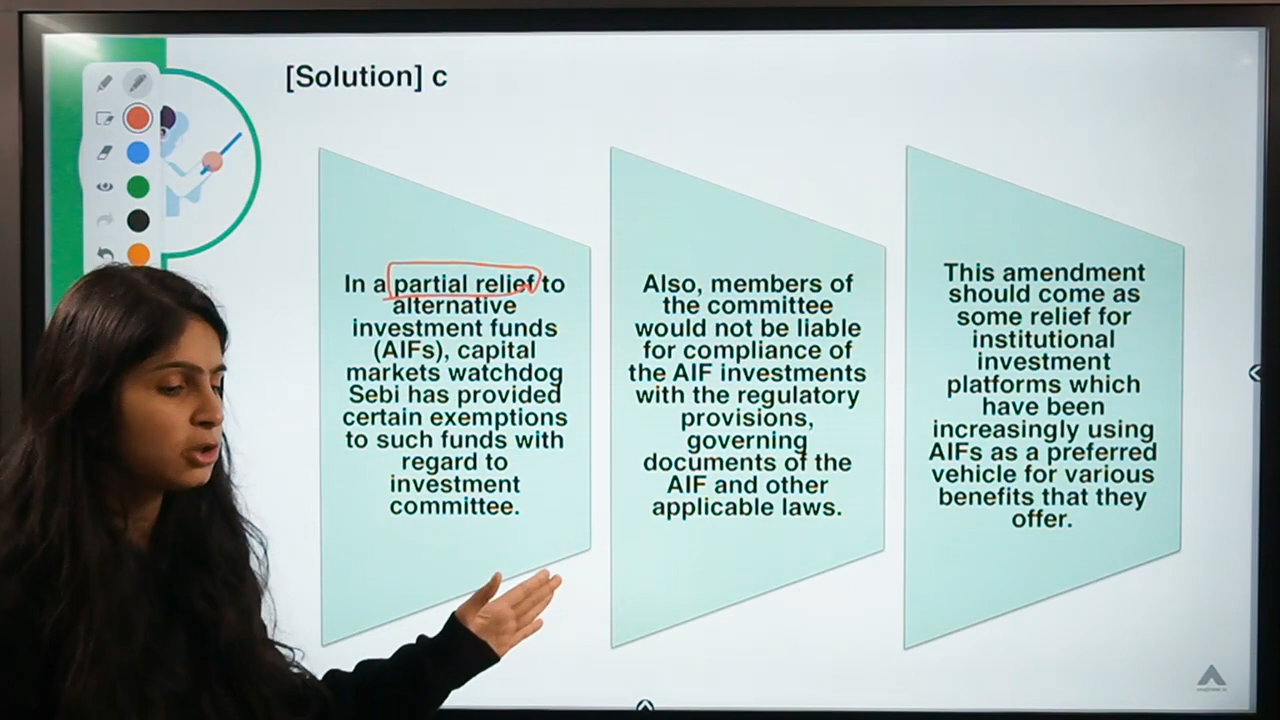 [Solution] c
In a partial relief to
alternative
investment funds
(AIFs), capital
markets watchdog
Sebi has provided
certain exemptions
to such funds with
regard to
investment
committee.
Also, members of
the committee
would not be liable
for compliance of
the AIF investments
with the regulatory
provisions,
governing
documents of the
AIF and other
applicable laws.
This amendment
should come as
some relief for
institutional
investment
platforms which
have been
increasingly using
AIFs as a preferred
vehicle for various
benefits that they
offer.